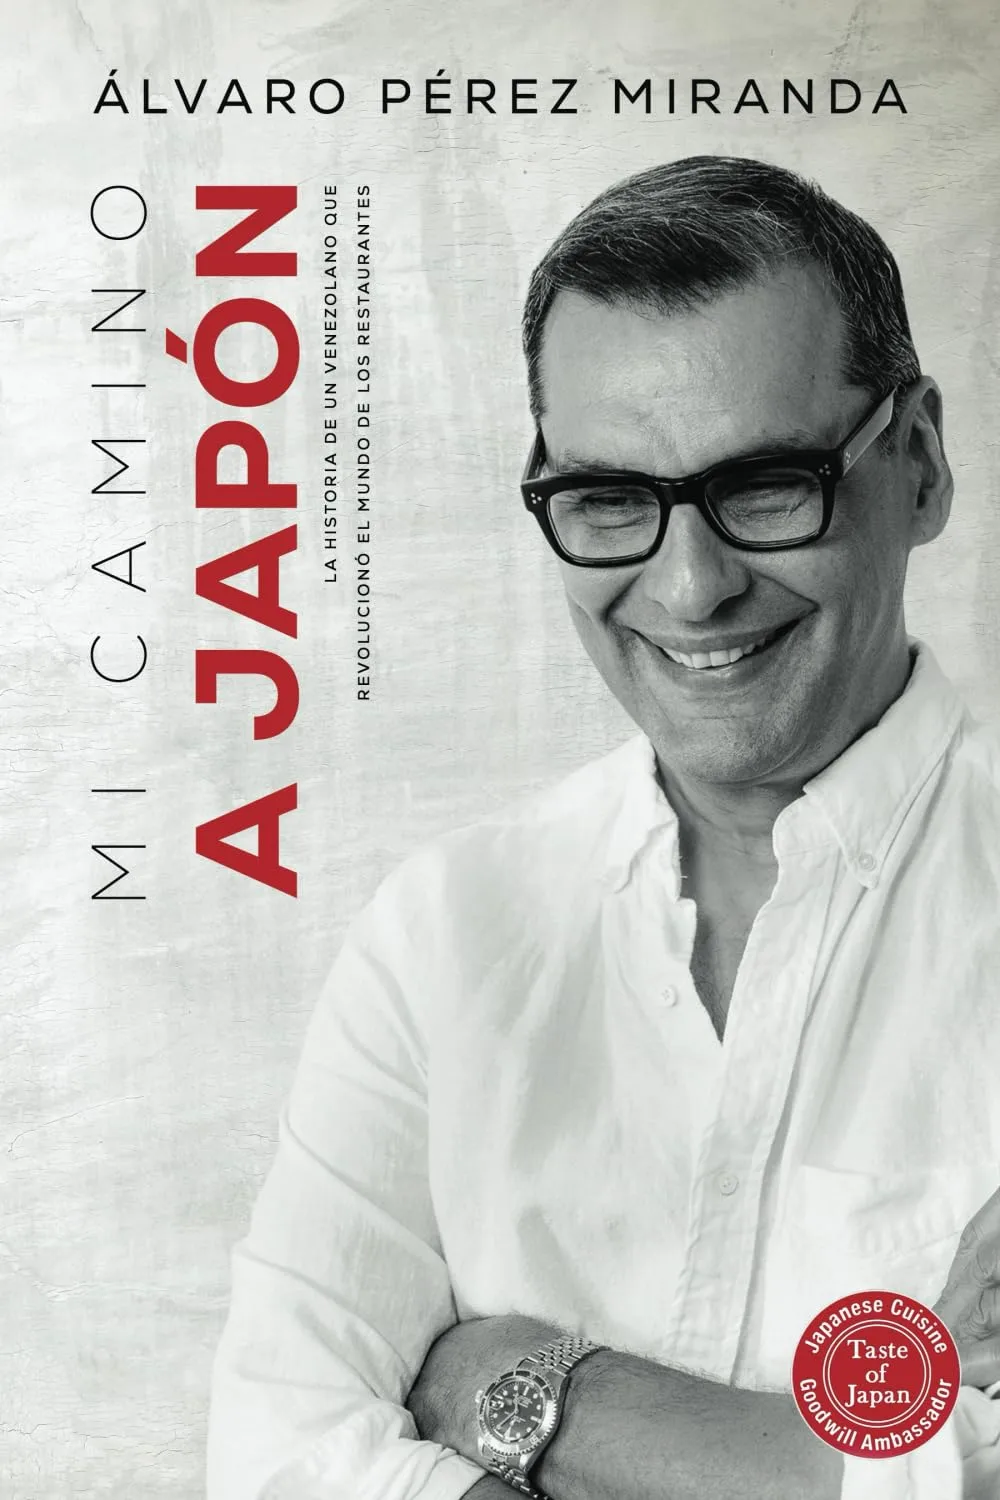 ÁLVARO PÉREZ MIRANDA
MI CAMINO
A JAPÓN
LA HISTORIA DE UN VENEZOLANO QUE
REVOLUCIONÓ EL MUNDO DE LOS RESTAURANTES
Japanese Cuisine
Taste
of
Japan
Goodwill Ambassador